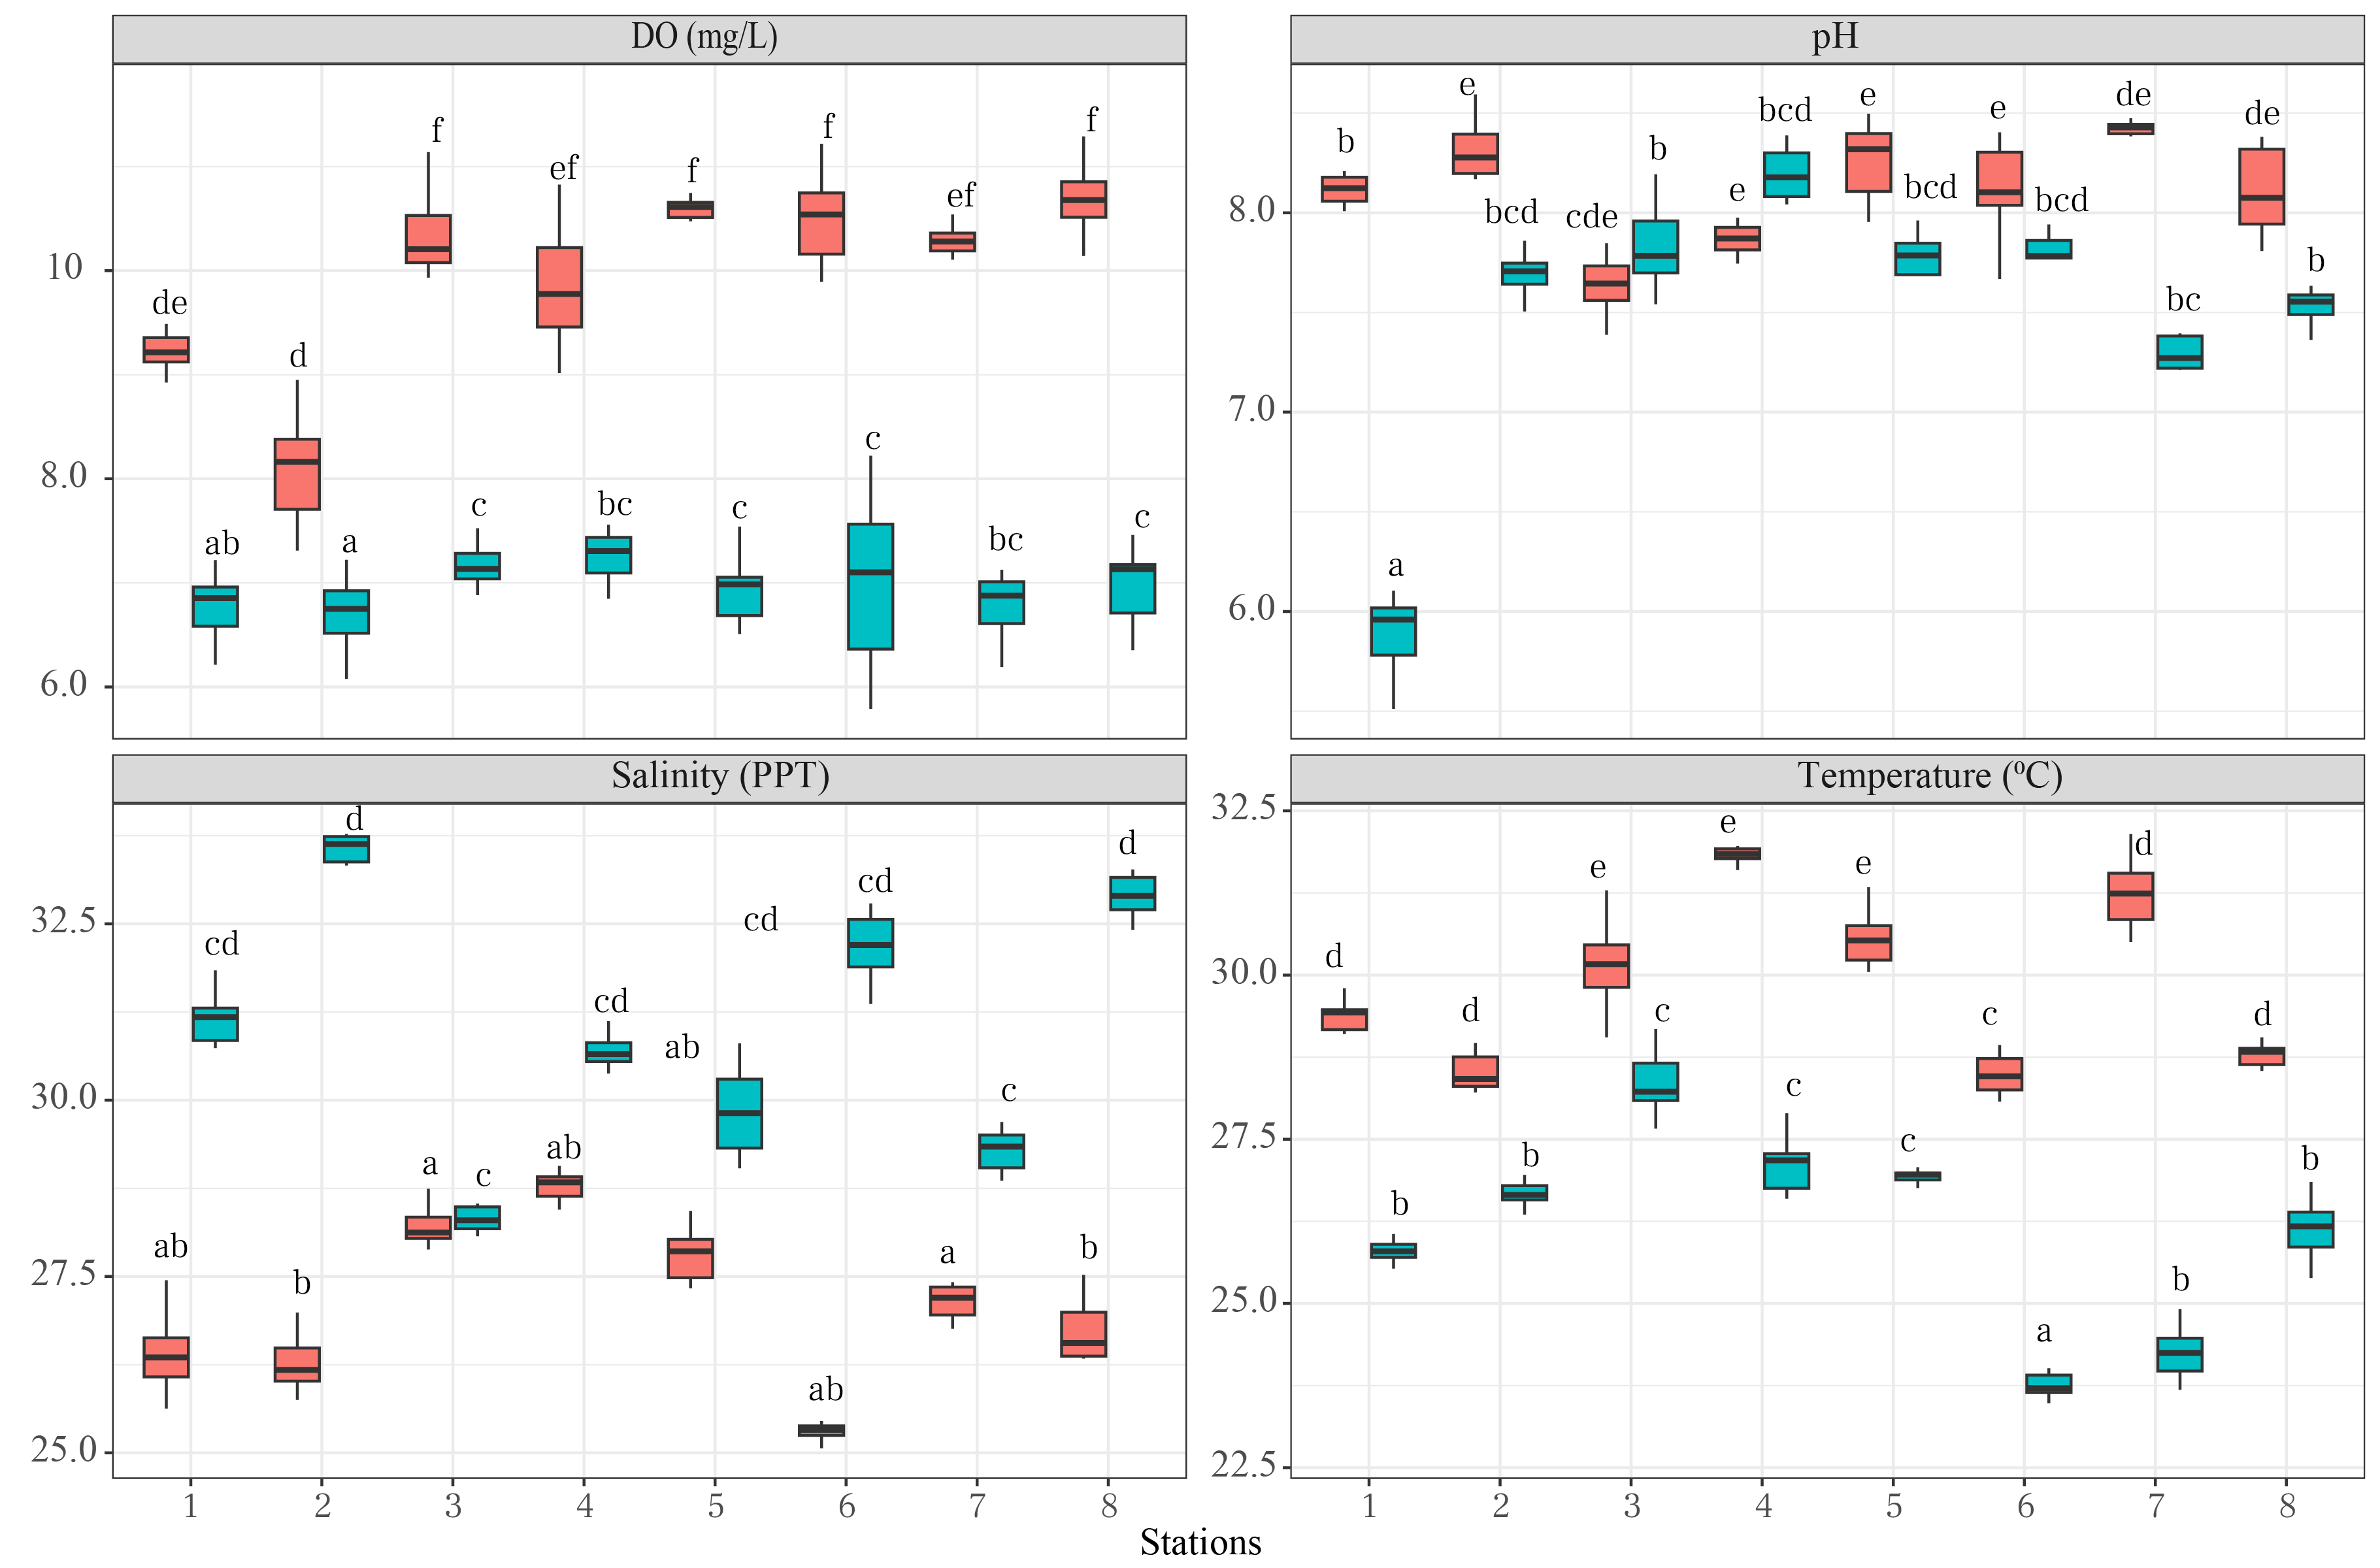 DO (mg/L)
f
ef
f
f
ef
f
de
d
ab
a
c
bc
c
c
bc
c
10
8.0
6.0
pH
b
e
bcd
cde
b
e
bcd
e
bcd
e
bcd
de
bc
de
b
a
8.0
7.0
6.0
Salinity (PPT)
cd
d
cd
cd
cd
d
ab
c
ab
b
a
c
ab
a
b
ab
32.5
30.0
27.5
25.0
1 2 3 4 5 6 7 8
Temperature (ºC)
d
d
e
e
e
d
c
d
c
c
c
b
b
a
b
b
32.5
30.0
27.5
25.0
22.5
1 2 3 4 5 6 7 8
Stations